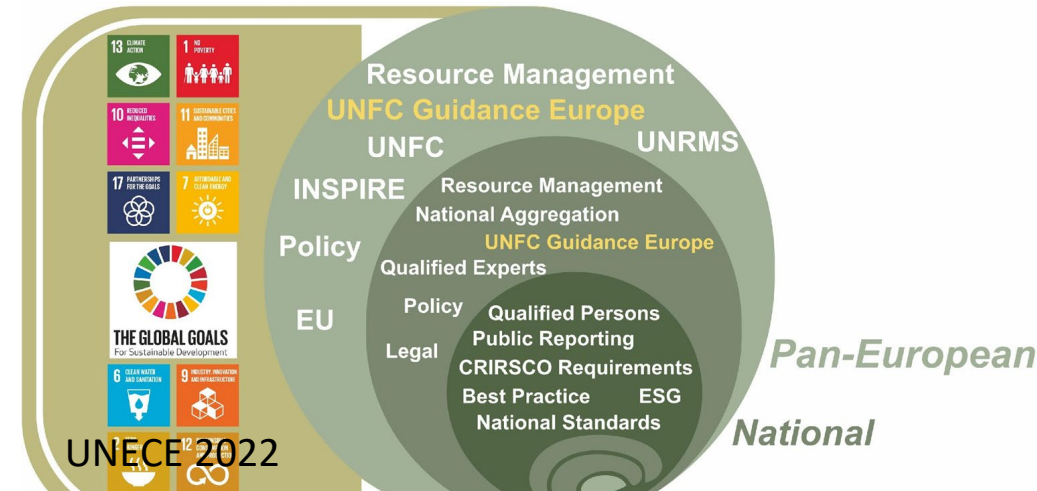 13 CLIMATE
ACTION
1 NO
POVERTY
10 REDUCED
INEQUALITIES
11 SUSTAINABLE CITIES
AND COMMUNITIES
17 PARTNERSHIPS
FOR THE GOALS
7 AFFORDABLE AND
CLEAN ENERGY
THE GLOBAL GOALS
For Sustainable Development
6 CLEAN WATER
AND SANITATION
9 INDUSTRY, INNOVATION
AND INFRASTRUCTURE
12
UNECE 2022
Resource Management
UNFC Guidance Europe
UNFC
UNRMS
INSPIRE
Policy
EU
Resource Management
National Aggregation
UNFC Guidance Europe
Qualified Experts
Policy
Legal
Qualified Persons
Public Reporting
CRIRSCO Requirements
Best Practice ESG
National Standards
Pan-European
National